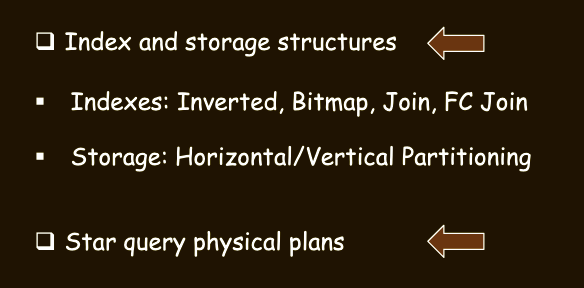 Index and storage structures
Indexes: Inverted, Bitmap, Join, FC Join
Storage: Horizontal/Vertical Partitioning
Star query physical plans